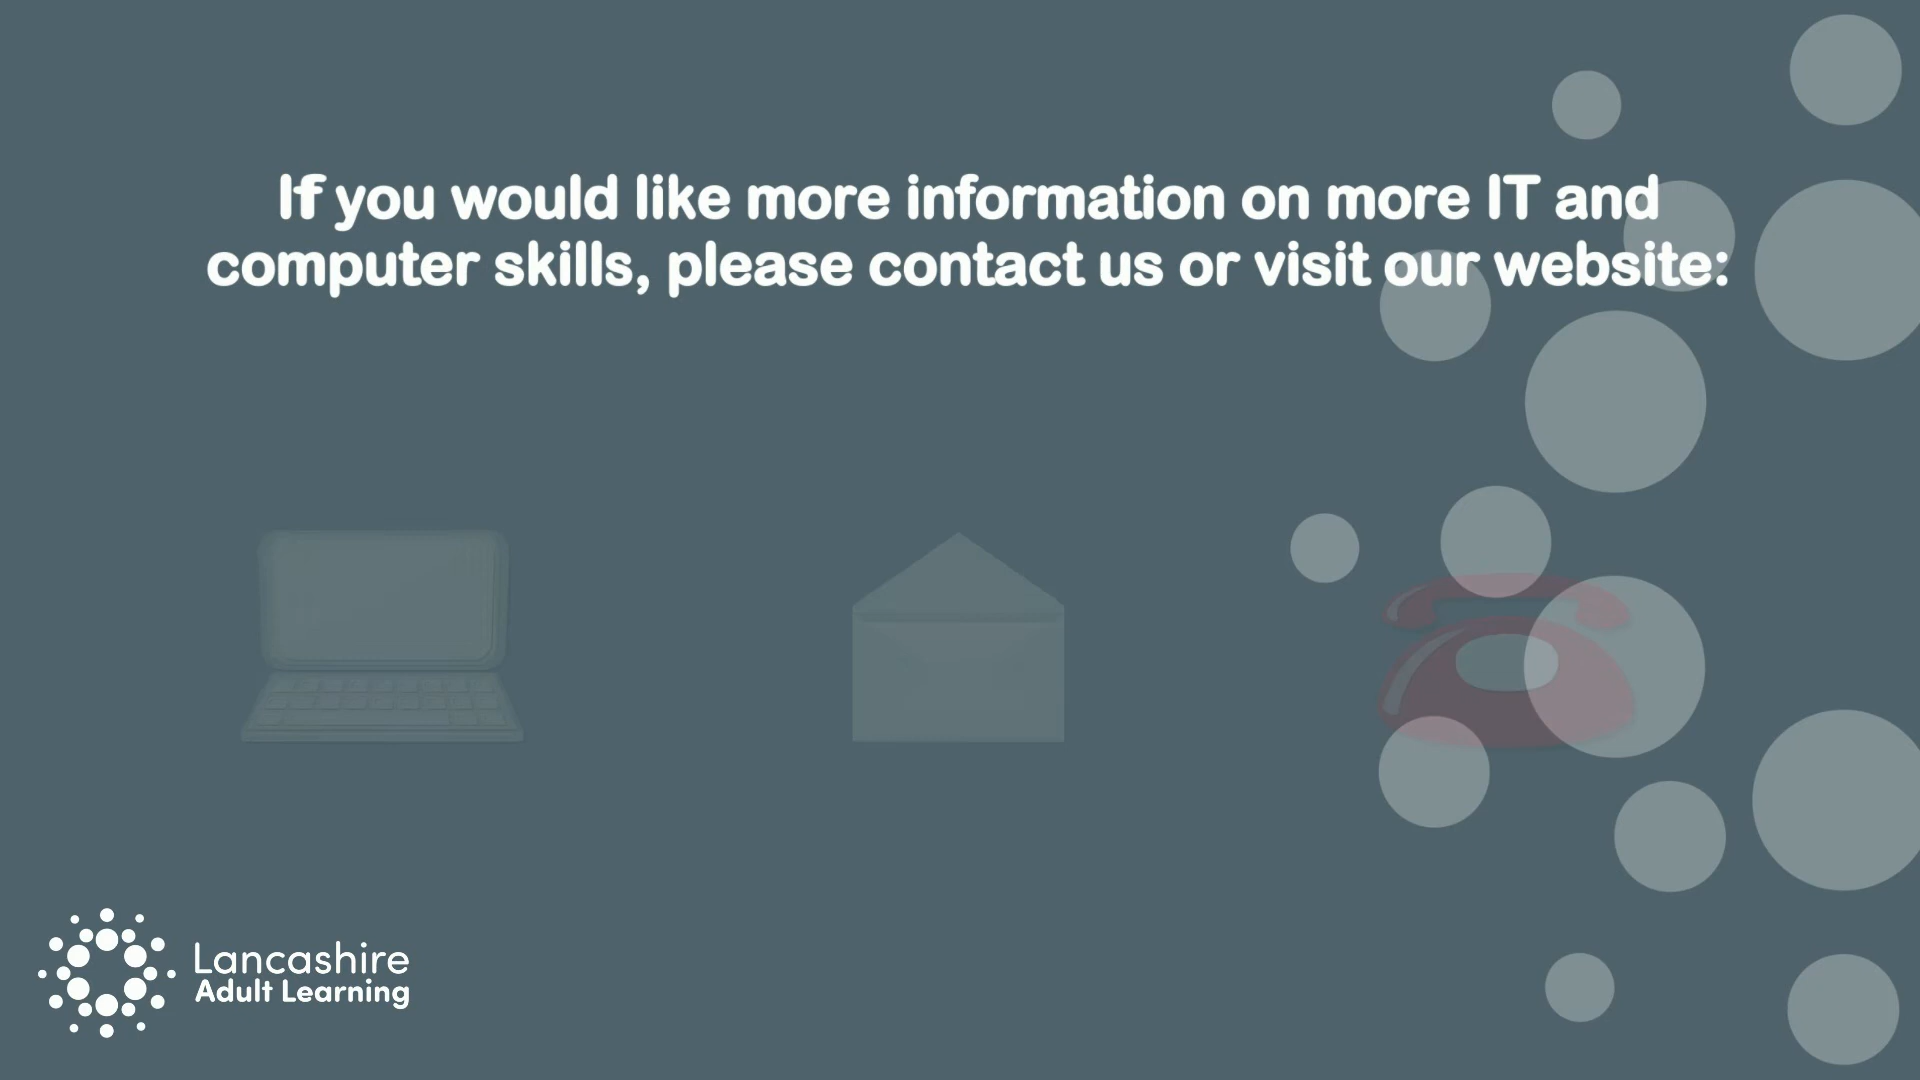 If you would like more information on more IT and
computer skills, please contact us or visit our website:
Lancashire
Adult Learning